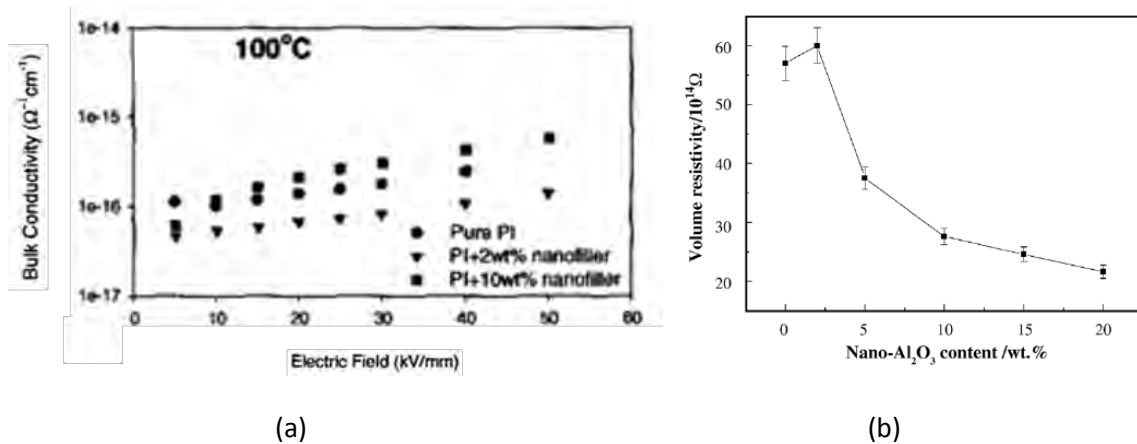 1e-14
100°C
1e-15
1e-16
1e-17
Bulk Conductivity (Ω⁻¹cm⁻¹)
Pure PI
PI+2wt% nanofiller
PI+10wt% nanofiller
0 10 20 30 40 50 60
Electric Field (kV/mm)
(a)
Volume resistivity/10¹⁴Ω
60
50
40
30
20
0 5 10 15 20
Nano-Al₂O₃ content /wt.%
(b)